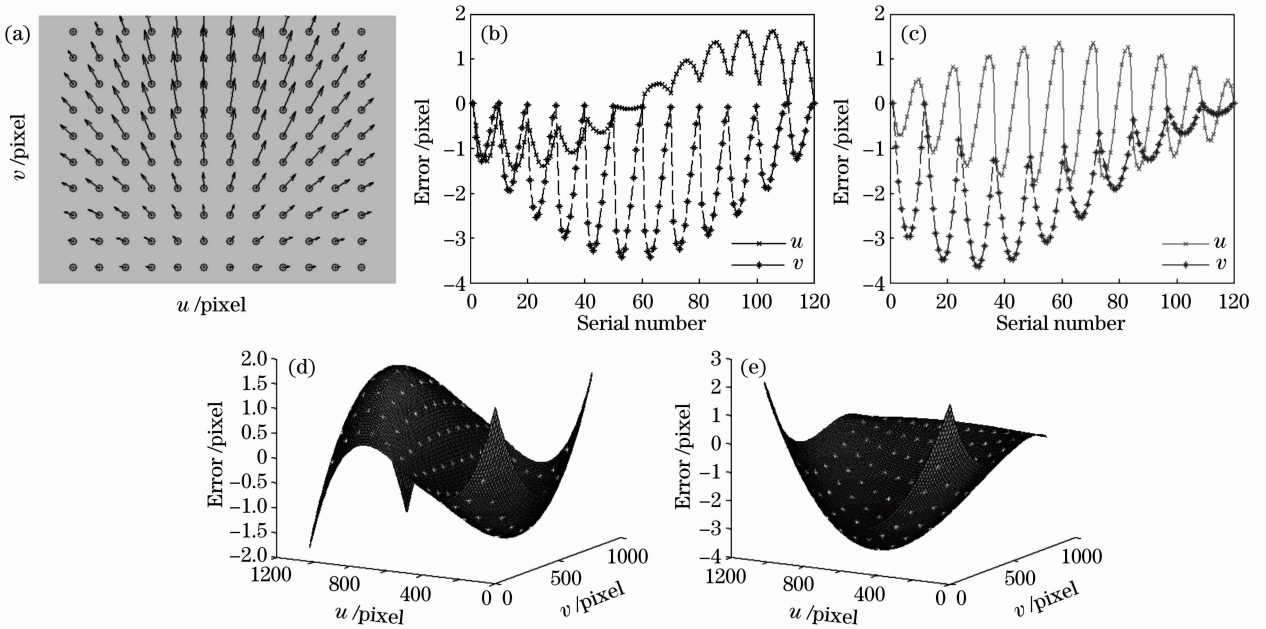 (a)
v/pixel
u/pixel
(b)
Error/pixel
2
1
0
−1
−2
−3
−4
0 20 40 60 80 100 120
Serial number
u
v
(c)
Error/pixel
2
1
0
−1
−2
−3
−4
0 20 40 60 80 100 120
Serial number
u
v
(d)
Error/pixel
2.0
1.5
1.0
0.5
0
−0.5
−1.0
−1.5
−2.0
1200 800 400 0
u/pixel
0 500 1000
v/pixel
(e)
Error/pixel
3
2
1
0
−1
−2
−3
−4
1200 800 400 0
u/pixel
0 500 1000
v/pixel